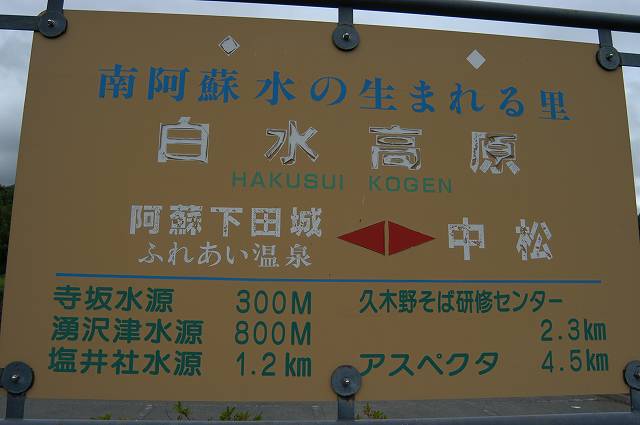 南阿蘇水の生まれる里
白水高原
HAKUSUI KOGEN
阿蘇下田城 中松
ふれあい温泉
寺坂水源 300M 久木野そば研修センター
湧沢津水源 800M 2.3km
塩井社水源 1.2km アスペクタ 4.5km